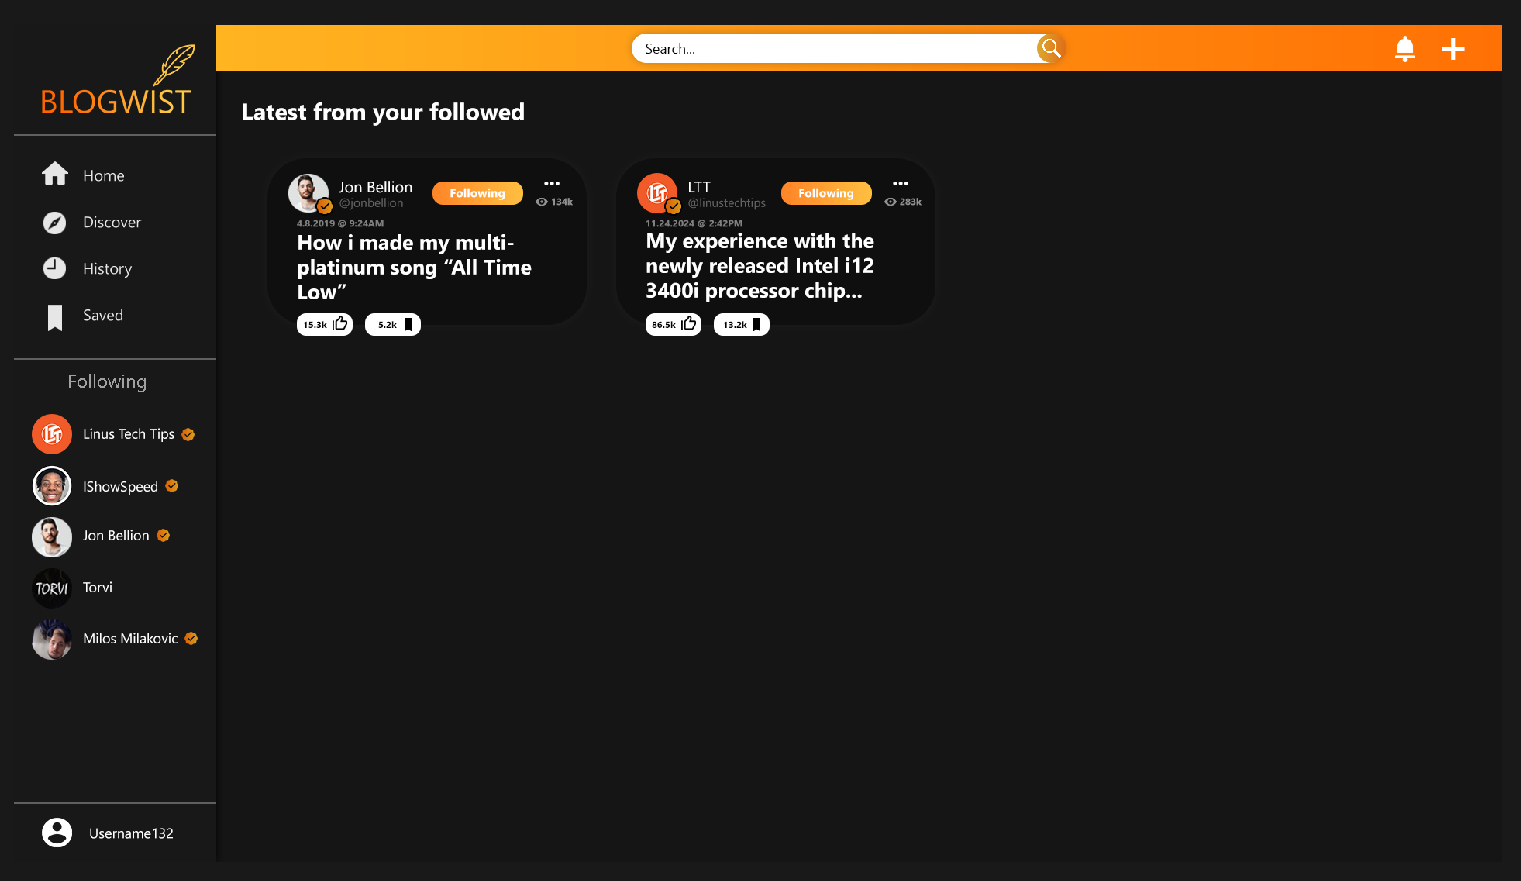 BLOGWIST
Search...
Home
Discover
History
Saved
Following
Linus Tech Tips
IShowSpeed
Jon Bellion
TORVI
Torvi
Milos Milakovic
Username132
Latest from your followed
Jon Bellion
@jonbellion
Following
134k
4.8.2019 @ 9:24AM
How i made my multi-
platinum song “All Time
Low”
15.3k
5.2k
LTT
@linustechtips
Following
283k
11.24.2024 @ 2:42PM
My experience with the
newly released Intel i12
3400i processor chip...
86.5k
13.2k